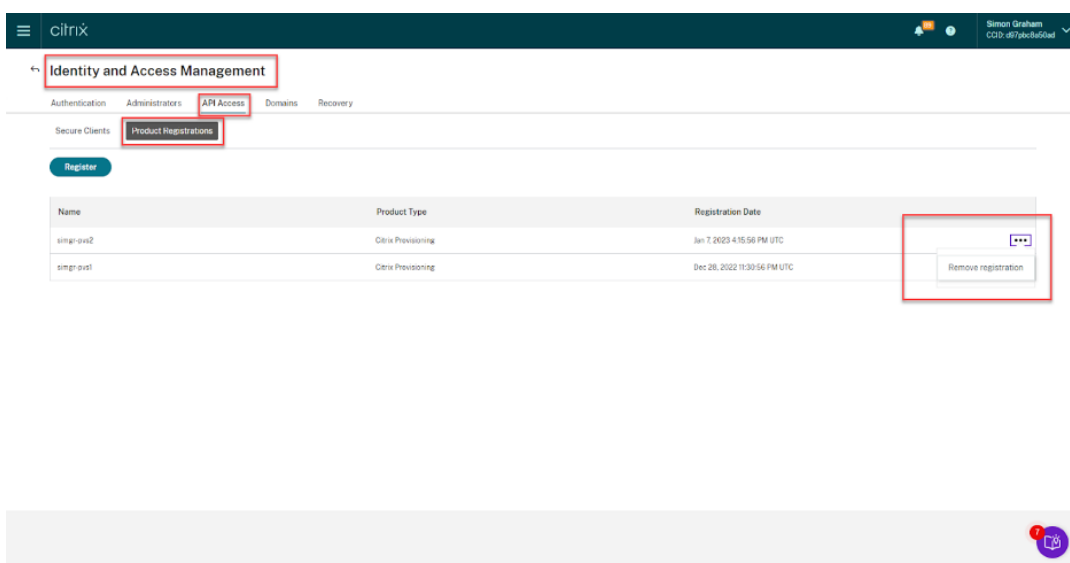 citrix
Simon Graham
CCID: d97pbc8a50ad
Identity and Access Management
Authentication Administrators API Access Domains Recovery
Secure Clients Product Registrations
Register
Name Product Type Registration Date
simgr-pvs2 Citrix Provisioning Jan 7, 2023 4:15:56 PM UTC
simgr-pvs1 Citrix Provisioning Dec 28, 2022 11:30:56 PM UTC
Remove registration
7